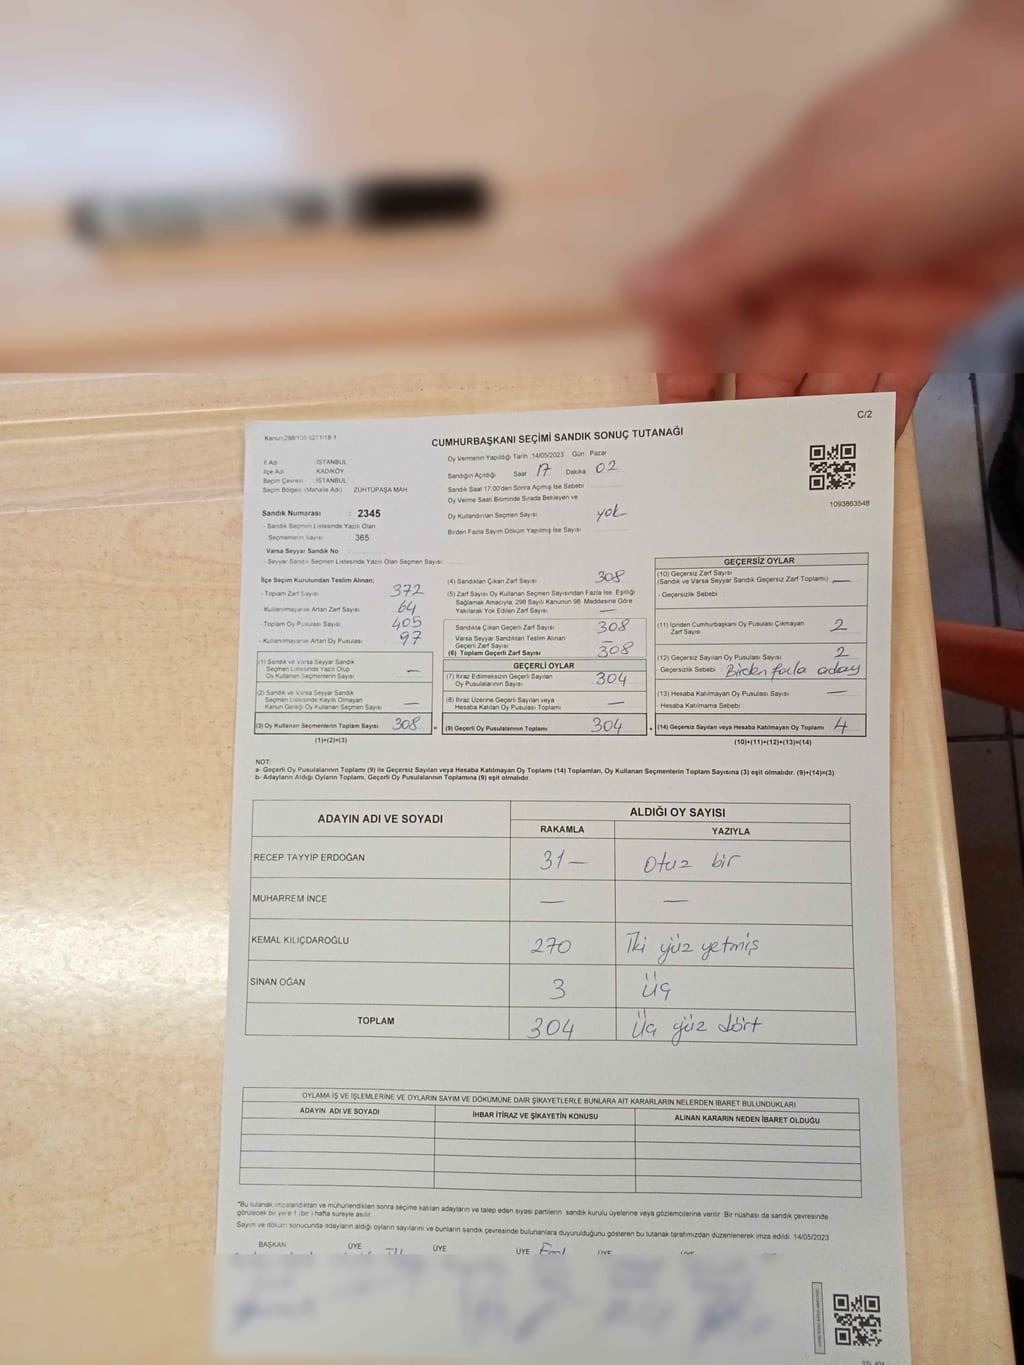 C/2
Kanun:298/105 0271/18-1
CUMHURBAŞKANI SEÇİMİ SANDIK SONUÇ TUTANAĞI
İl Adı : İSTANBUL
İlçe Adı : KADIKÖY
Seçim Çevresi : İSTANBUL
Seçim Bölgesi (Mahalle Adı) : ZÜHTÜPAŞA MAH.
Sandık Numarası : 2345
- Sandık Seçmen Listesinde Yazılı Olan
Seçmenlerin Sayısı : 365
Varsa Seyyar Sandık No :
- Seyyar Sandık Seçmen Listesinde Yazılı Olan Seçmen Sayısı:
Oy Vermenin Yapıldığı Tarih :14/05/2023 Gün Pazar
Sandığın Açıldığı Saat 17 Dakika 02
Sandık Saat 17.00'den Sonra Açılmış İse Sebebi
Oy Verme Saati Bitiminde Sırada Bekleyen ve
Oy Kullandırılan Seçmen Sayısı yok
Birden Fazla Sayım Döküm Yapılmış İse Sayısı
1093863548
İlçe Seçim Kurulundan Teslim Alınan;
- Toplam Zarf Sayısı 372
- Kullanılmayarak Artan Zarf Sayısı 64
- Toplam Oy Pusulası Sayısı 405
- Kullanılmayarak Artan Oy Pusulası 97
(1) Sandık ve Varsa Seyyar Sandık
Seçmen Listesinde Yazılı Olup
Oy Kullanan Seçmenlerin Sayısı —
(2) Sandık ve Varsa Seyyar Sandık
Seçmen Listesinde Kayıtlı Olmayan
Kanun Gereği Oy Kullanan Seçmen Sayısı —
(3) Oy Kullanan Seçmenlerin Toplam Sayısı 308
(1)+(2)=(3)
(4) Sandıktan Çıkan Zarf Sayısı 308
(5) Zarf Sayısı Oy Kullanan Seçmen Sayısından Fazla İse, Eşitliği
Sağlamak Amacıyla, 298 Sayılı Kanunun 98. Maddesine Göre
Yakılarak Yok Edilen Zarf Sayısı —
Sandıkta Çıkan Geçerli Zarf Sayısı 308
Varsa Seyyar Sandıktan Teslim Alınan
Geçerli Zarf Sayısı —
(6) Toplam Geçerli Zarf Sayısı 308
GEÇERLİ OYLAR
(7) İtiraz Edilmeksizin Geçerli Sayılan
Oy Pusulalarının Sayısı 304
(8) İtiraz Üzerine Geçerli Sayılan veya
Hesaba Katılan Oy Pusulası Toplamı —
= (9) Geçerli Oy Pusulalarının Toplamı 304
GEÇERSİZ OYLAR
(10) Geçersiz Zarf Sayısı
(Sandık ve Varsa Seyyar Sandık Geçersiz Zarf Toplamı) —
- Geçersizlik Sebebi
(11) İçinden Cumhurbaşkanı Oy Pusulası Çıkmayan
Zarf Sayısı 2
(12) Geçersiz Sayılan Oy Pusulası Sayısı 2
- Geçersizlik Sebebi Birden fazla aday
(13) Hesaba Katılmayan Oy Pusulası Sayısı —
- Hesaba Katılmama Sebebi
+ (14) Geçersiz Sayılan veya Hesaba Katılmayan Oy Toplamı 4
(10)+(11)+(12)+(13)=(14)
NOT:
a- Geçerli Oy Pusulalarının Toplamı (9) ile Geçersiz Sayılan veya Hesaba Katılmayan Oy Toplamı (14) Toplamları, Oy Kullanan Seçmenlerin Toplam Sayısına (3) eşit olmalıdır. (9)+(14)=(3)
b- Adayların Aldığı Oyların Toplamı, Geçerli Oy Pusulalarının Toplamına (9) eşit olmalıdır.
ADAYIN ADI VE SOYADI ALDIĞI OY SAYISI
RAKAMLA YAZIYLA
RECEP TAYYİP ERDOĞAN 31— Otuz bir
MUHARREM İNCE — —
KEMAL KILIÇDAROĞLU 270 İki yüz yetmiş
SİNAN OĞAN 3 Üç
TOPLAM 304 Üç yüz dört
OYLAMA İŞ VE İŞLEMLERİNE VE OYLARIN SAYIM VE DÖKÜMÜNE DAİR ŞİKAYETLERLE BUNLARA AİT KARARLARIN NELERDEN İBARET BULUNDUKLARI
ADAYIN ADI VE SOYADI İHBAR İTİRAZ VE ŞİKAYETİN KONUSU ALINAN KARARIN NEDEN İBARET OLDUĞU
*Bu tutanak imzalandıktan ve mühürlendikten sonra seçime katılan adayların ve talep eden siyasi partilerin sandık kurulu üyelerine veya gözlemcilerine verilir. Bir nüshası da sandık çevresinde
görülecek bir yere 1 (bir) hafta süreyle asılır.
Sayım ve döküm sonucunda adayların aldığı oyların sayılarını ve bunların sandık çevresinde bulunanlara duyurulduğunu gösteren bu tutanak tarafımızdan düzenlenerek imza edildi. 14/05/2023
BAŞKAN ÜYE ÜYE ÜYE ÜYE ÜYE